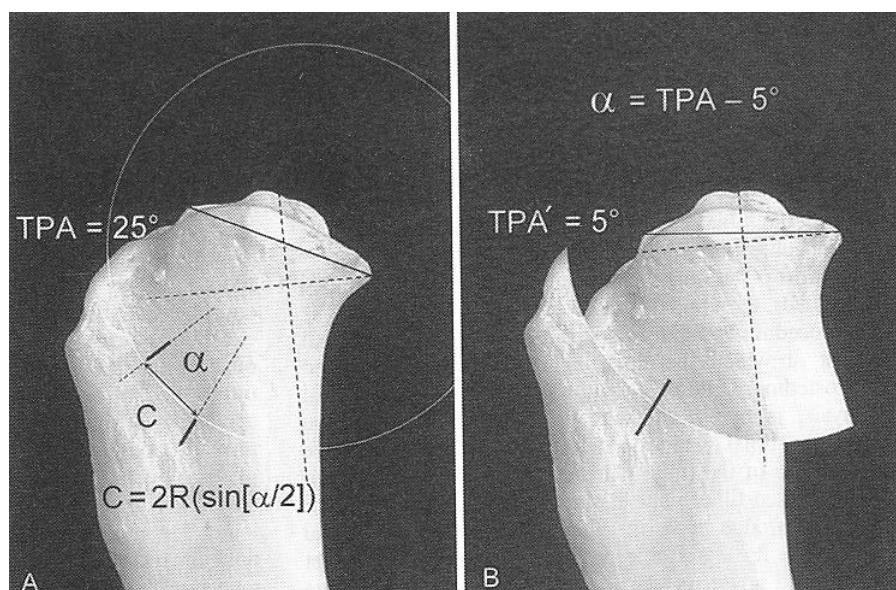 TPA = 25°
α
C
C = 2R(sin[α/2])
A
α = TPA – 5°
TPA′ = 5°
B